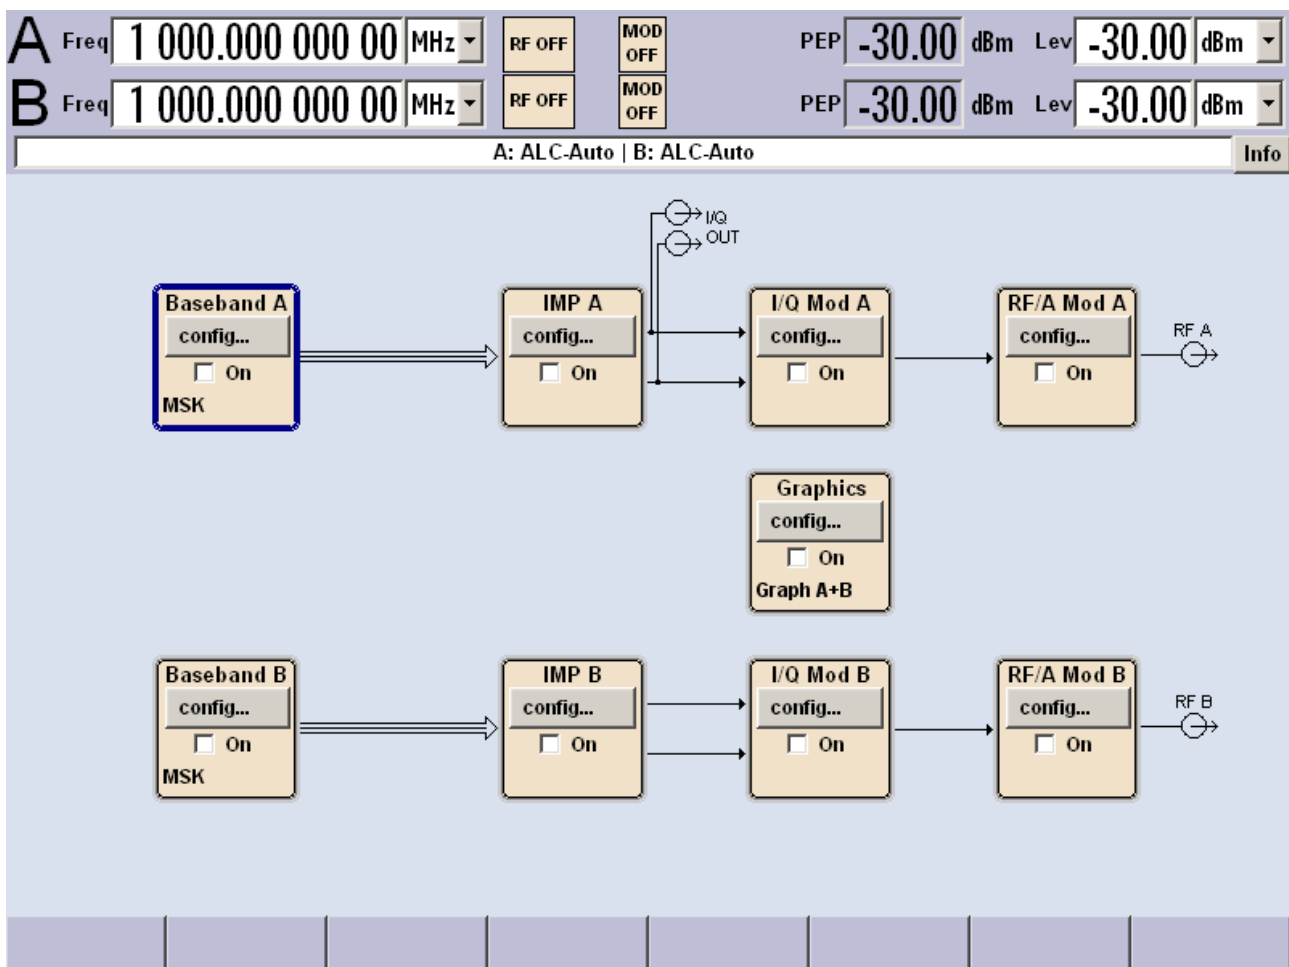 A Freq 1 000.000 000 00 MHz RF OFF MOD OFF PEP -30.00 dBm Lev -30.00 dBm
B Freq 1 000.000 000 00 MHz RF OFF MOD OFF PEP -30.00 dBm Lev -30.00 dBm
A: ALC-Auto | B: ALC-Auto Info
I/Q
OUT
Baseband A IMP A I/Q Mod A RF/A Mod A
config... config... config... config... RF A
On On On On
MSK
Graphics
config...
On
Graph A+B
Baseband B IMP B I/Q Mod B RF/A Mod B
config... config... config... config... RF B
On On On On
MSK